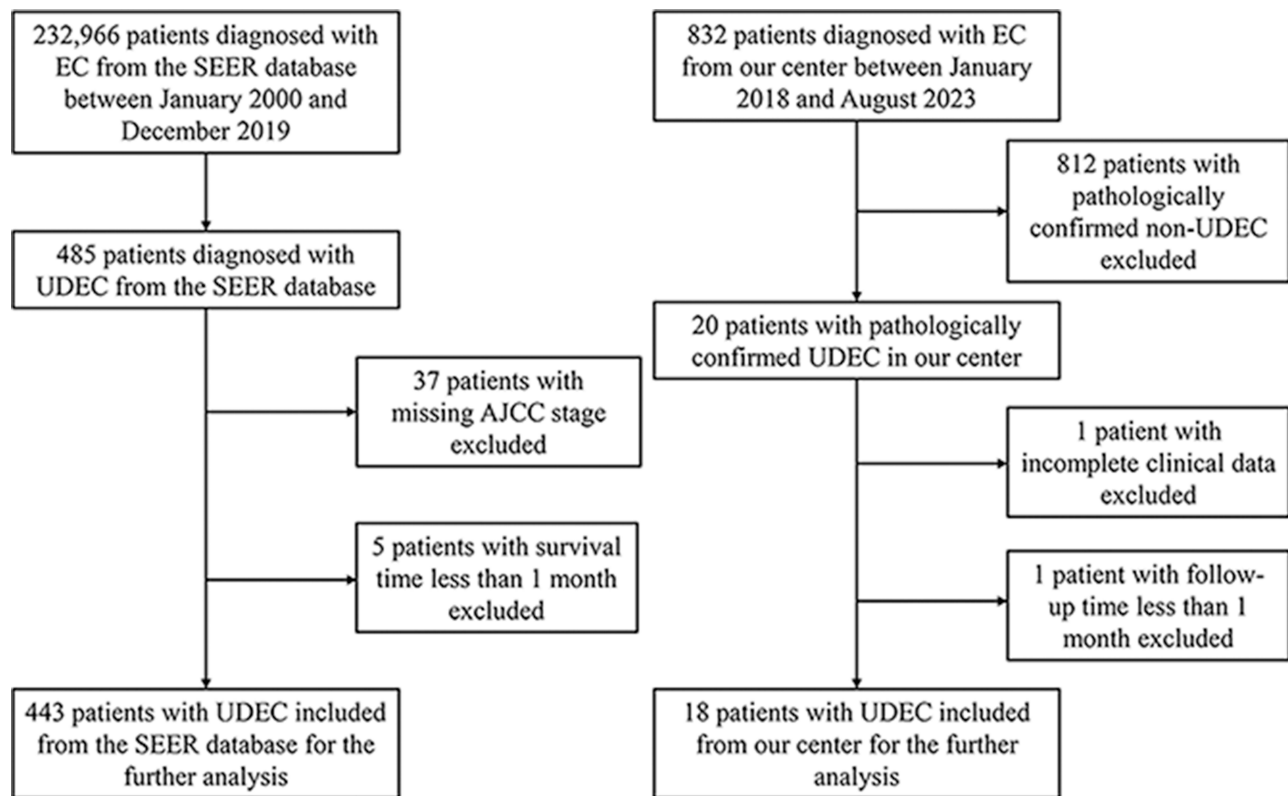 232,966 patients diagnosed with
EC from the SEER database
between January 2000 and
December 2019
485 patients diagnosed with
UDEC from the SEER database
37 patients with
missing AJCC stage
excluded
5 patients with survival
time less than 1 month
excluded
443 patients with UDEC included
from the SEER database for the
further analysis
832 patients diagnosed with EC
from our center between January
2018 and August 2023
812 patients with
pathologically
confirmed non-UDEC
excluded
20 patients with pathologically
confirmed UDEC in our center
1 patient with
incomplete clinical data
excluded
1 patient with follow-
up time less than 1
month excluded
18 patients with UDEC included
from our center for the further
analysis